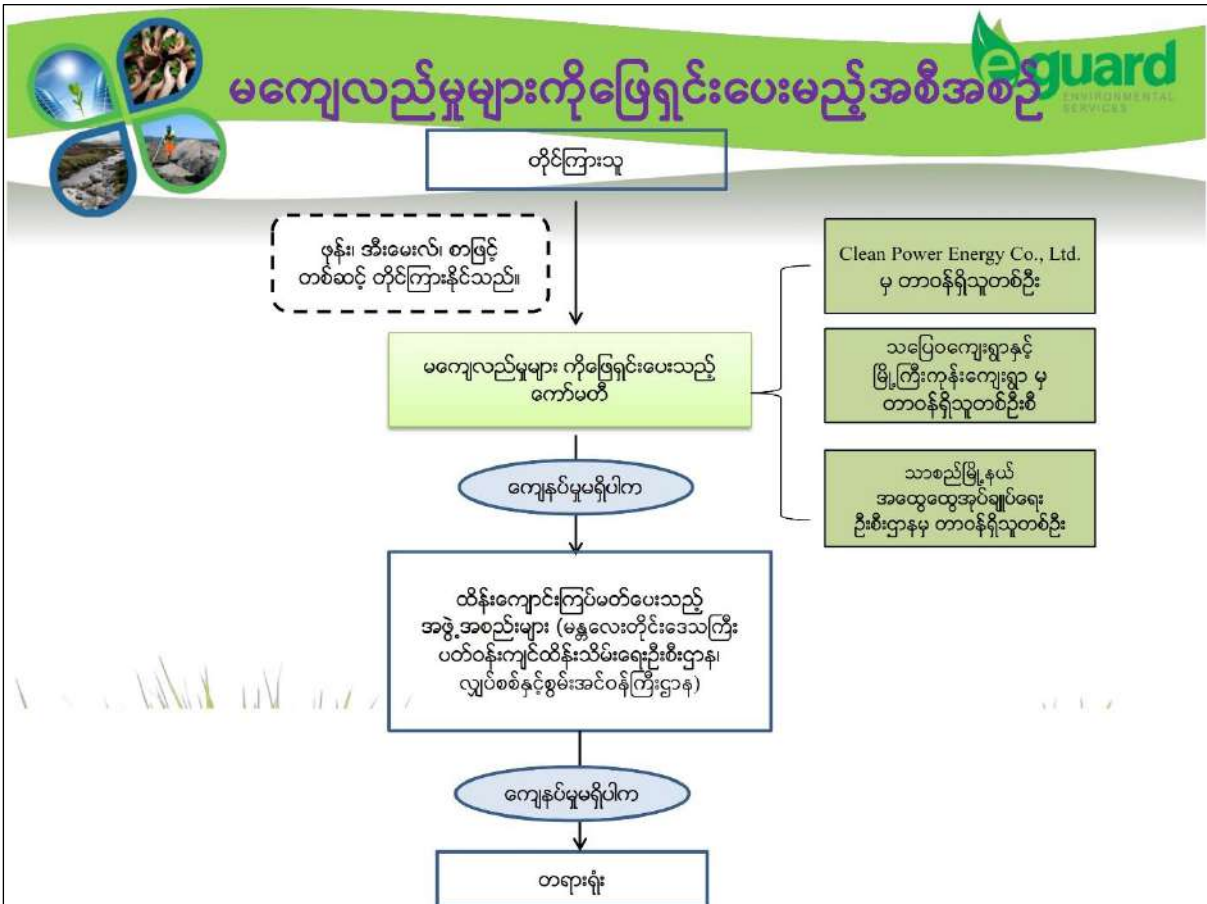 eguard
ENVIRONMENTAL
SERVICES
မကျေလည်မှုများကိုဖြေရှင်းပေးမည့်အစီအစဉ်
တိုင်ကြားသူ
ဖုန်း၊ အီးမေးလ်၊ စာဖြင့်
တစ်ဆင့် တိုင်ကြားနိုင်သည်။
Clean Power Energy Co., Ltd.
မှ တာဝန်ရှိသူတစ်ဦး
မကျေလည်မှုများ ကိုဖြေရှင်းပေးသည့်
ကော်မတီ
သပြေဝကျေးရွာနှင့်
မြို့ကြီးကုန်းကျေးရွာ မှ
တာဝန်ရှိသူတစ်ဦးစီ
သာစည်မြို့နယ်
အထွေထွေအုပ်ချုပ်ရေး
ဦးစီးဌာနမှ တာဝန်ရှိသူတစ်ဦး
ကျေနပ်မှုမရှိပါက
ထိန်းကျောင်းကြပ်မတ်ပေးသည့်
အဖွဲ့အစည်းများ (မန္တလေးတိုင်းဒေသကြီး
ပတ်ဝန်းကျင်ထိန်းသိမ်းရေးဦးစီးဌာန၊
လျှပ်စစ်နှင့်စွမ်းအင်ဝန်ကြီးဌာန)
ကျေနပ်မှုမရှိပါက
တရားရုံး